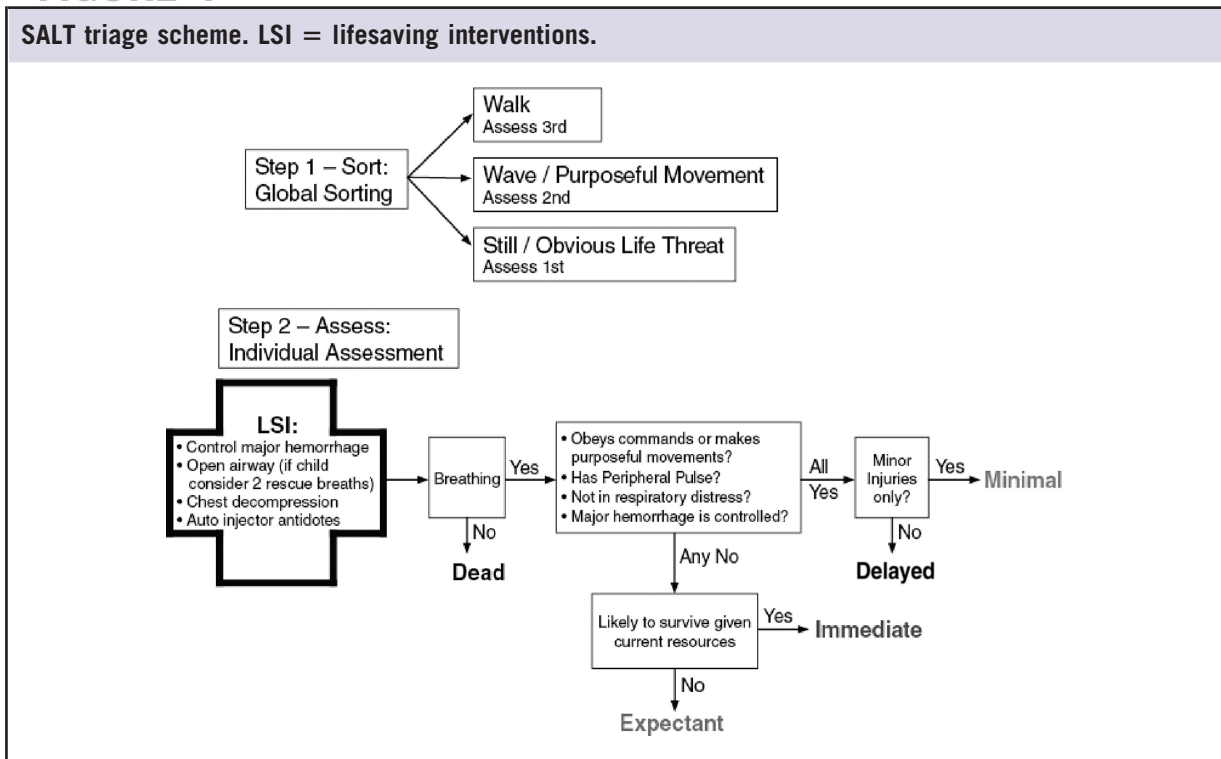 SALT triage scheme. LSI = lifesaving interventions.
Walk
Assess 3rd
Step 1 – Sort:
Global Sorting
Wave / Purposeful Movement
Assess 2nd
Still / Obvious Life Threat
Assess 1st
Step 2 – Assess:
Individual Assessment
LSI:
• Control major hemorrhage
• Open airway (if child
consider 2 rescue breaths)
• Chest decompression
• Auto injector antidotes
Breathing
Yes
No
Dead
• Obeys commands or makes
purposeful movements?
• Has Peripheral Pulse?
• Not in respiratory distress?
• Major hemorrhage is controlled?
All
Yes
Minor
Injuries
only?
Yes
Minimal
No
Delayed
Any No
Likely to survive given
current resources
Yes
Immediate
No
Expectant